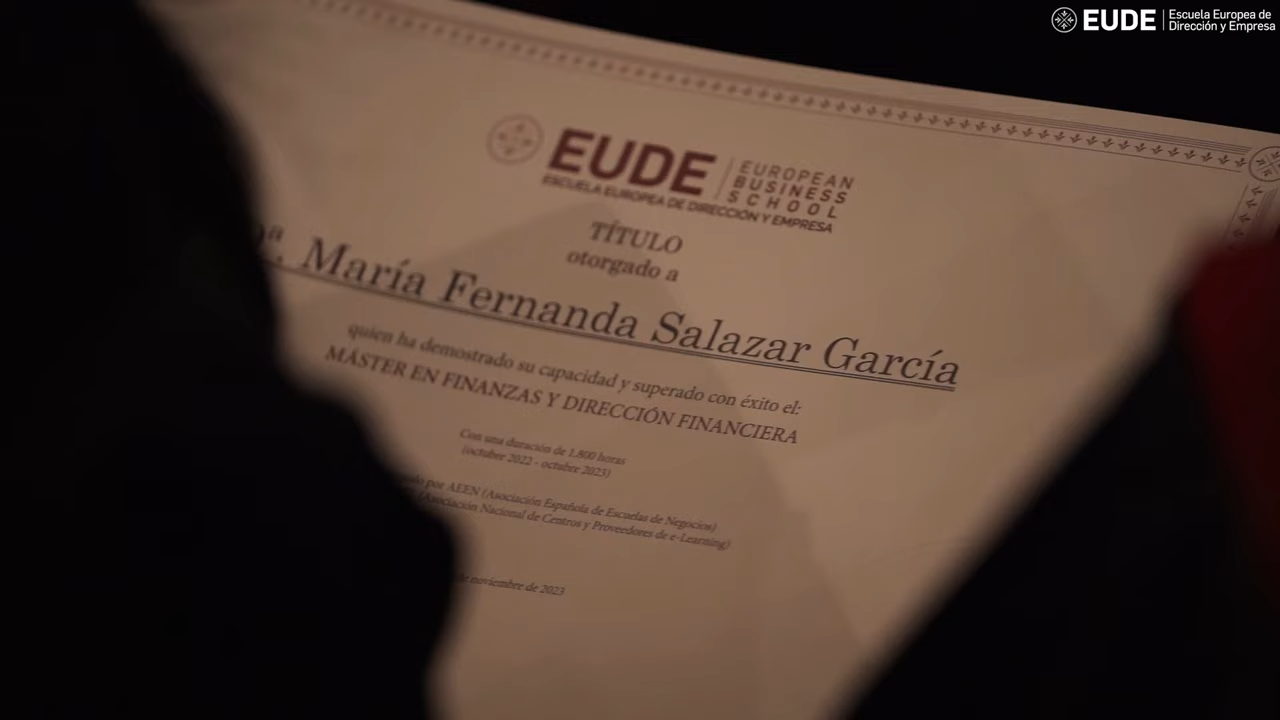 EUDE Escuela Europea de
Dirección y Empresa
EUDE EUROPEAN
BUSINESS
SCHOOL
ESCUELA EUROPEA DE DIRECCIÓN Y EMPRESA
TÍTULO
otorgado a
ª. María Fernanda Salazar García
quien ha demostrado su capacidad y superado con éxito el:
MÁSTER EN FINANZAS Y DIRECCIÓN FINANCIERA
Con una duración de 1.800 horas
(octubre 2022 - octubre 2023)
por AEEN (Asociación Española de Escuelas de Negocios)
(Asociación Nacional de Centros y Proveedores de e-Learning)
de noviembre de 2023